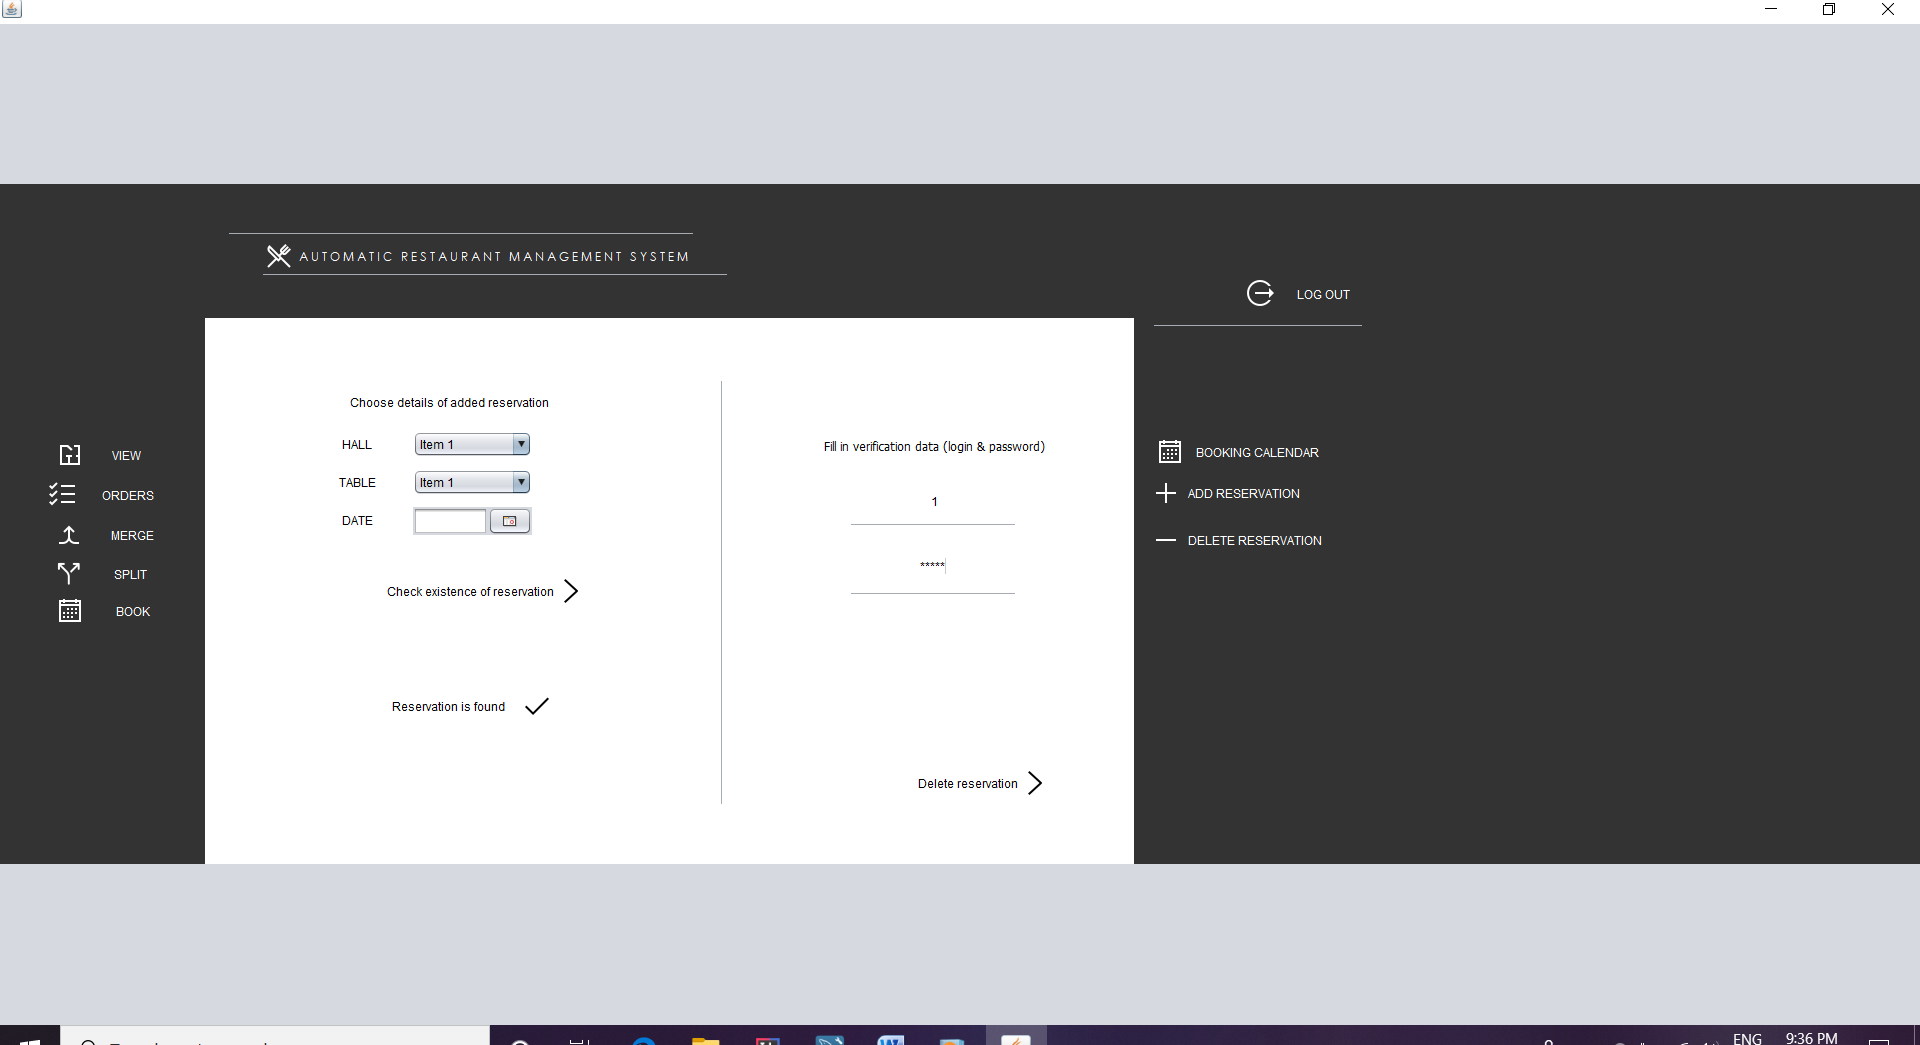 AUTOMATIC RESTAURANT MANAGEMENT SYSTEM
LOG OUT
VIEW
ORDERS
MERGE
SPLIT
BOOK
Choose details of added reservation
HALL Item 1
TABLE Item 1
DATE
Check existence of reservation
Reservation is found
Fill in verification data (login & password)
1
*****
Delete reservation
BOOKING CALENDAR
ADD RESERVATION
DELETE RESERVATION
ENG 9:36 PM